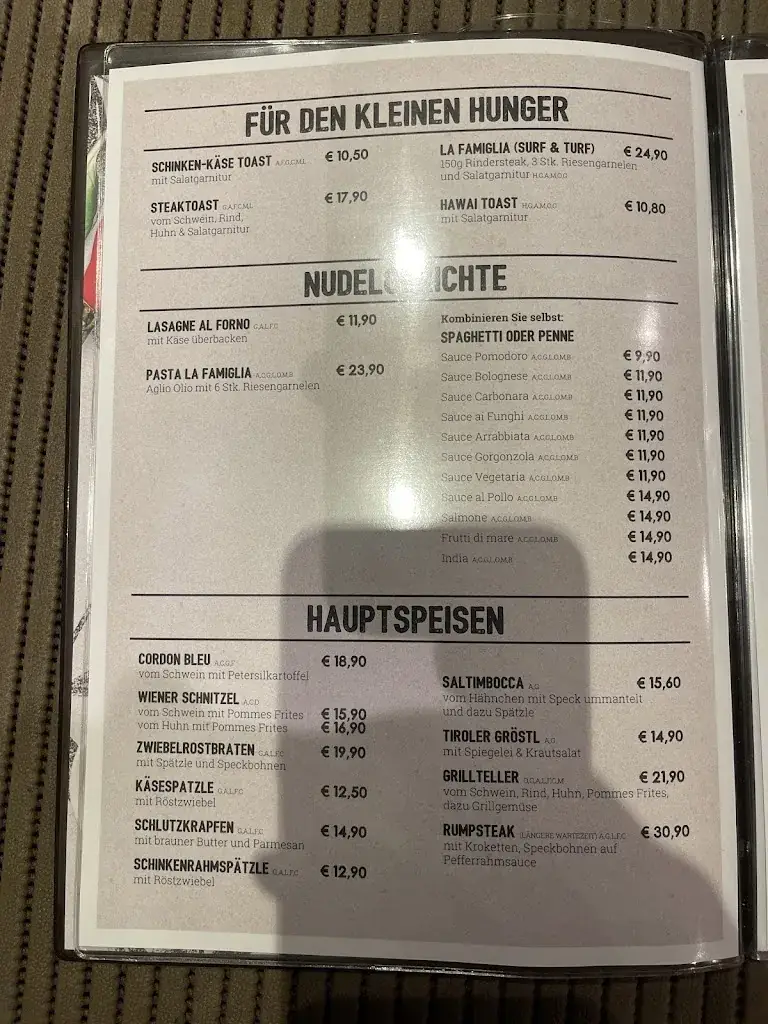 FÜR DEN KLEINEN HUNGER
SCHINKEN-KÄSE TOAST € 10,50
mit Salatgarnitur
STEAKTOAST € 17,90
vom Schwein, Rind,
Huhn & Salatgarnitur
LA FAMIGLIA (SURF & TURF) € 24,90
150g Rindersteak, 3 Stk. Riesengarnelen
und Salatgarnitur
HAWAI TOAST € 10,80
mit Salatgarnitur
LASAGNE AL FORNO G.A.L.F.C € 11,90
mit Käse überbacken
PASTA LA FAMIGLIA A.C.G.L.O.M.B € 23,90
Aglio Olio mit 6 Stk. Riesengarnelen
Kombinieren Sie selbst:
SPAGHETTI ODER PENNE
Sauce Pomodoro A.C.G.L.O.M.B € 9,90
Sauce Bolognese A.C.G.L.O.M.B € 11,90
Sauce Carbonara A.C.G.L.O.M.B € 11,90
Sauce ai Funghi A.C.G.L.O.M.B € 11,90
Sauce Arrabbiata A.C.G.L.O.M.B € 11,90
Sauce Gorgonzola A.C.G.L.O.M.B € 11,90
Sauce Vegetaria A.C.G.L.O.M.B € 11,90
Sauce al Pollo A.C.G.L.O.M.B € 14,90
Salmone A.C.G.L.O.M.B € 14,90
Frutti di mare A.C.G.L.O.M.B € 14,90
India A.C.G.L.O.M.B € 14,90
HAUPTSPEISEN
CORDON BLEU A.C.G.F € 18,90
vom Schwein mit Petersilkartoffel
WIENER SCHNITZEL
vom Schwein mit Pommes Frites € 15,90
vom Huhn mit Pommes Frites € 16,90
ZWIEBELROSTBRATEN G.A.L.F.C € 19,90
mit Spätzle und Speckbohnen
KÄSESPATZLE G.A.L.F.C € 12,50
mit Röstzwiebel
SCHLUTZKRAPFEN G.A.L.F.C € 14,90
mit brauner Butter und Parmesan
SCHINKENRAHMSPÄTZLE G.A.L.F.C € 12,90
mit Röstzwiebel
SALTIMBOCCA A,G € 15,60
vom Hähnchen mit Speck ummantelt
und dazu Spätzle
TIROLER GRÖSTL A,G, € 14,90
mit Spiegelei & Krautsalat
GRILLTELLER € 21,90
vom Schwein, Rind, Huhn, Pommes Frites,
dazu Grillgemüse
RUMPSTEAK (LÄNGERE WARTEZEIT) A.G.L.F.C € 30,90
mit Kroketten, Speckbohnen auf
Pefferrahmsauce